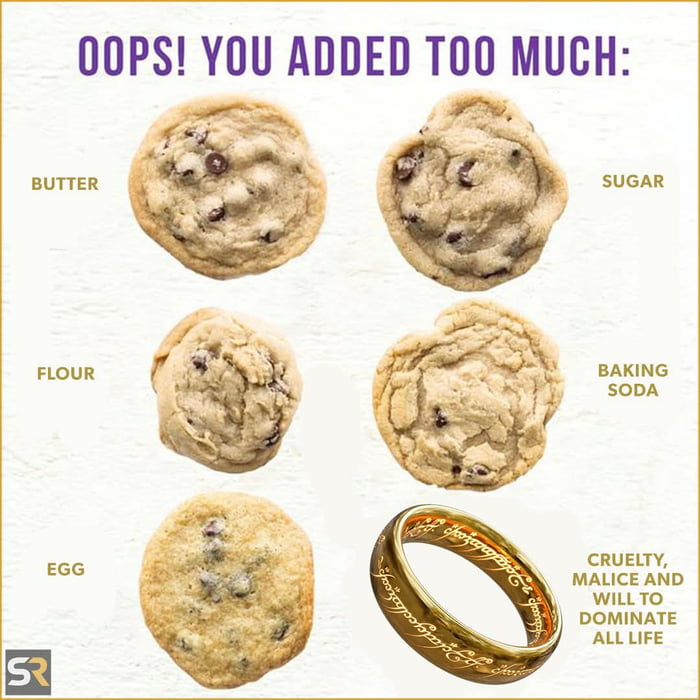 OOPS! YOU ADDED TOO MUCH:
BUTTER
SUGAR
FLOUR
BAKING
SODA
EGG
CRUELTY,
MALICE AND
WILL TO
DOMINATE
ALL LIFE
SR